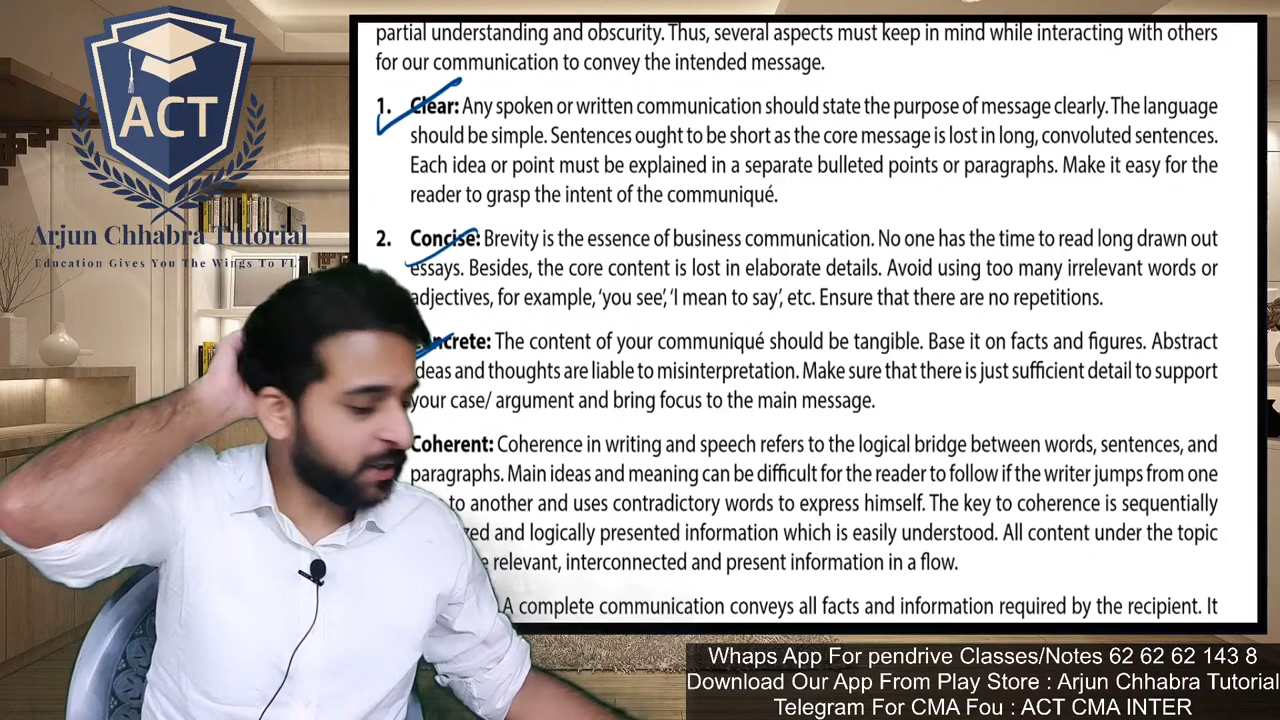 ACT
Arjun Chhabra Tutorial
Education Gives You The Wings To
partial understanding and obscurity. Thus, several aspects must keep in mind while interacting with others
for our communication to convey the intended message.
1. Clear: Any spoken or written communication should state the purpose of message clearly. The language
should be simple. Sentences ought to be short as the core message is lost in long, convoluted sentences.
Each idea or point must be explained in a separate bulleted points or paragraphs. Make it easy for the
reader to grasp the intent of the communiqué.
2. Concise: Brevity is the essence of business communication. No one has the time to read long drawn out
essays. Besides, the core content is lost in elaborate details. Avoid using too many irrelevant words or
adjectives, for example, ‘you see’, ‘I mean to say’, etc. Ensure that there are no repetitions.
Concrete: The content of your communiqué should be tangible. Base it on facts and figures. Abstract
ideas and thoughts are liable to misinterpretation. Make sure that there is just sufficient detail to support
your case/ argument and bring focus to the main message.
Coherent: Coherence in writing and speech refers to the logical bridge between words, sentences, and
paragraphs. Main ideas and meaning can be difficult for the reader to follow if the writer jumps from one
to another and uses contradictory words to express himself. The key to coherence is sequentially
and logically presented information which is easily understood. All content under the topic
relevant, interconnected and present information in a flow.
A complete communication conveys all facts and information required by the recipient. It
Whaps App For pendrive Classes/Notes 62 62 62 143 8
Download Our App From Play Store : Arjun Chhabra Tutorial
Telegram For CMA Fou : ACT CMA INTER